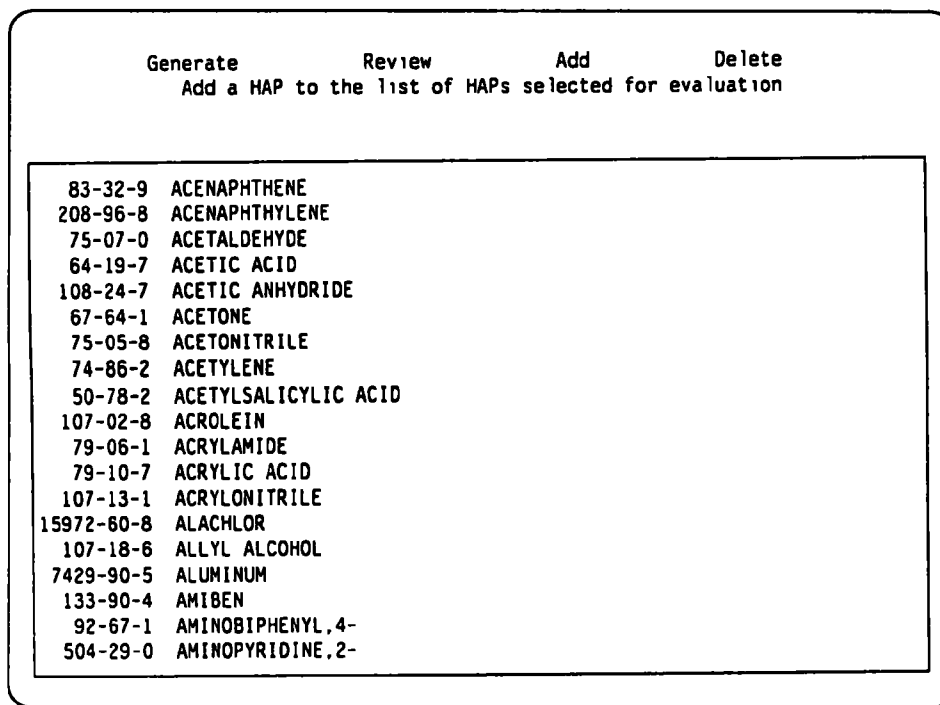 Generate Review Add Delete
Add a HAP to the list of HAPs selected for evaluation
83-32-9 ACENAPHTHENE
208-96-8 ACENAPHTHYLENE
75-07-0 ACETALDEHYDE
64-19-7 ACETIC ACID
108-24-7 ACETIC ANHYDRIDE
67-64-1 ACETONE
75-05-8 ACETONITRILE
74-86-2 ACETYLENE
50-78-2 ACETYLSALICYLIC ACID
107-02-8 ACROLEIN
79-06-1 ACRYLAMIDE
79-10-7 ACRYLIC ACID
107-13-1 ACRYLONITRILE
15972-60-8 ALACHLOR
107-18-6 ALLYL ALCOHOL
7429-90-5 ALUMINUM
133-90-4 AMIBEN
92-67-1 AMINOBIPHENYL,4-
504-29-0 AMINOPYRIDINE,2-